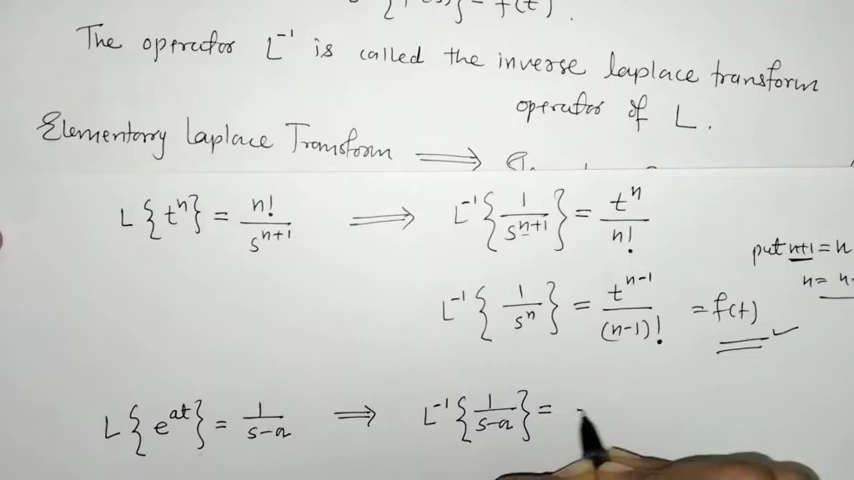 { } = f(t).
The operator L⁻¹ is called the inverse laplace transform
operator of L.
Elementary Laplace Transform ⟹
L{tⁿ} = n!/sⁿ⁺¹ ⟹ L⁻¹{1/sⁿ⁺¹} = tⁿ/n!
put n+1 = n
n = n-
L⁻¹{1/sⁿ} = tⁿ⁻¹/(n-1)! = f(t) ✓
L{eᵃᵗ} = 1/(s-a) ⟹ L⁻¹{1/(s-a)} =